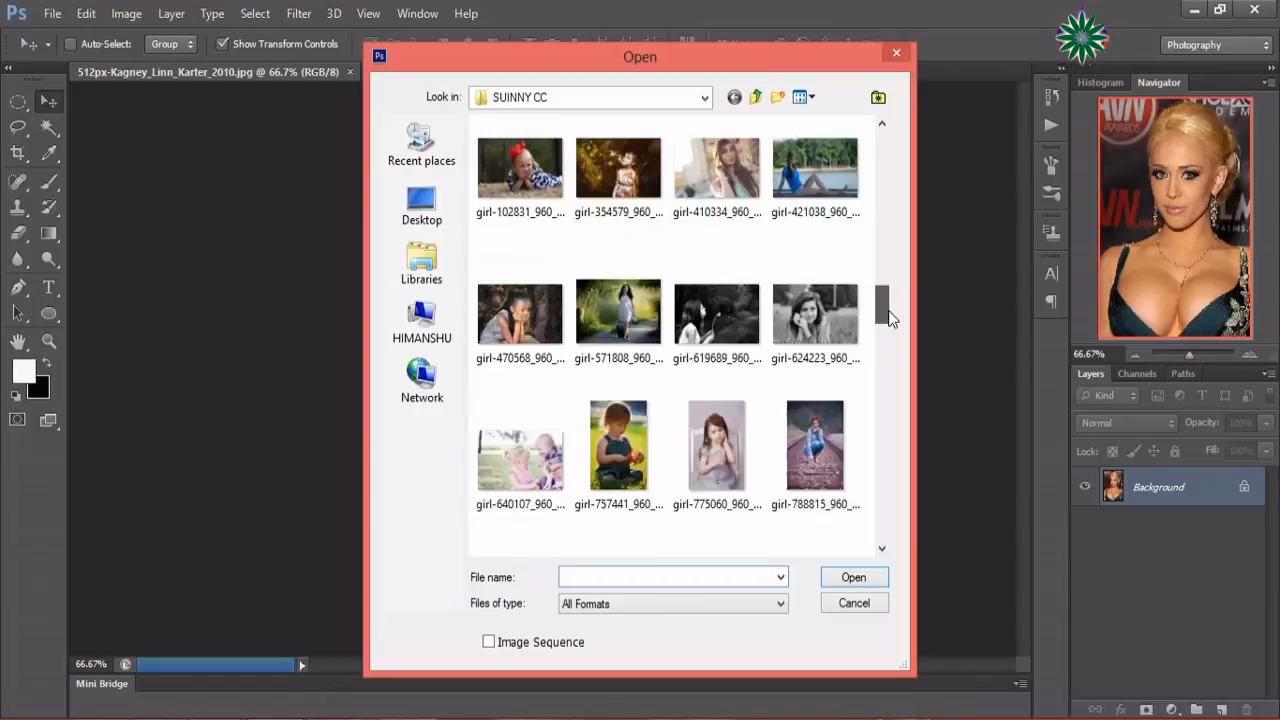 Ps File Edit Image Layer Type Select Filter 3D View Window Help
Auto-Select: Group Show Transform Controls
Photography
512px-Kagney_Linn_Karter_2010.jpg @ 66.7% (RGB/8) ×
Open
Look in: SUINNY CC
Recent places
Desktop
Libraries
HIMANSHU
Network
girl-102831_960_... girl-354579_960_... girl-410334_960_... girl-421038_960_...
girl-470568_960_... girl-571808_960_... girl-619689_960_... girl-624223_960_...
girl-640107_960_... girl-757441_960_... girl-775060_960_... girl-788815_960_...
File name: Open
Files of type: All Formats Cancel
Image Sequence
Histogram Navigator
66.67%
Layers Channels Paths
Kind
Normal Opacity: 100%
Lock: Fill: 100%
Background
66.67%
Mini Bridge